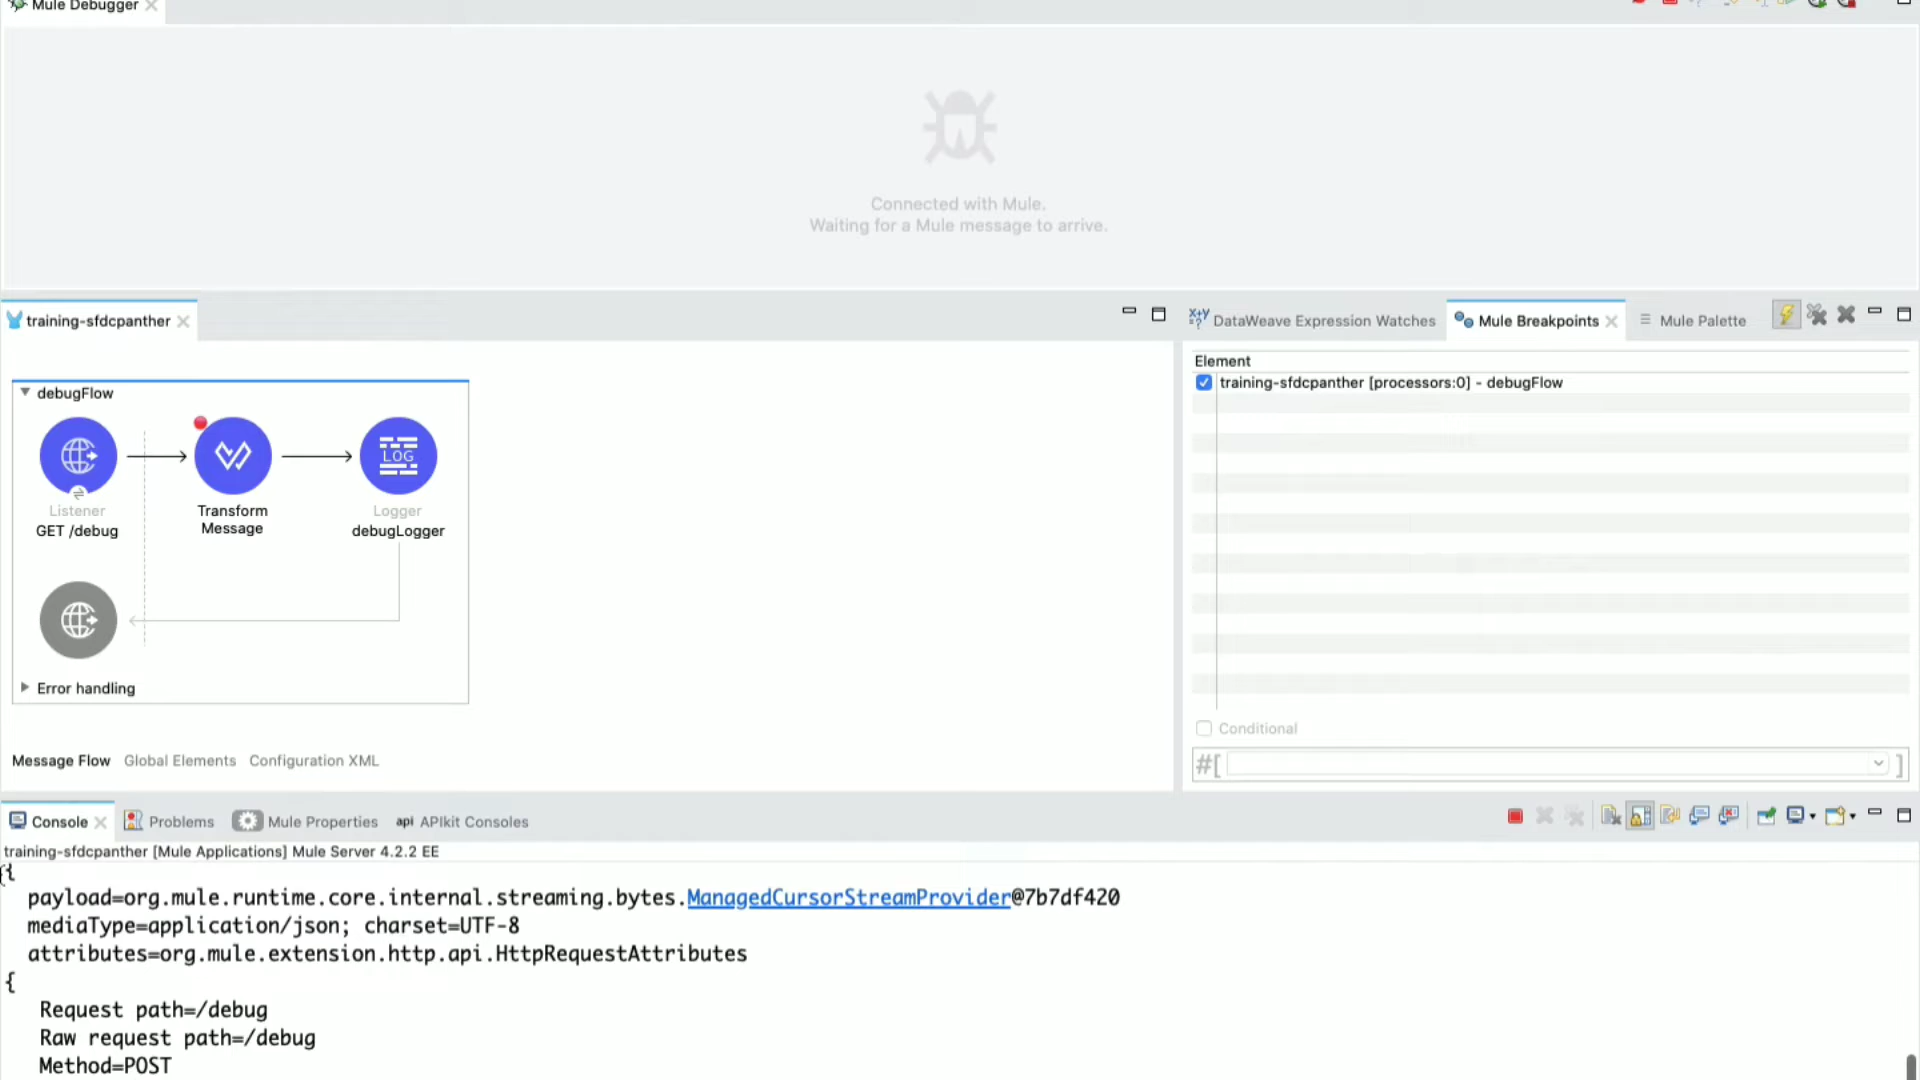 Mule Debugger
Connected with Mule.
Waiting for a Mule message to arrive.
training-sfdcpanther
DataWeave Expression Watches
Mule Breakpoints
Mule Palette
Element
training-sfdcpanther [processors:0] - debugFlow
debugFlow
LOG
Listener
GET /debug
Transform
Message
Logger
debugLogger
Error handling
Conditional
#[ ]
Message Flow Global Elements Configuration XML
Console Problems Mule Properties api APIkit Consoles
training-sfdcpanther [Mule Applications] Mule Server 4.2.2 EE
{
payload=org.mule.runtime.core.internal.streaming.bytes.ManagedCursorStreamProvider@7b7df420
mediaType=application/json; charset=UTF-8
attributes=org.mule.extension.http.api.HttpRequestAttributes
{
Request path=/debug
Raw request path=/debug
Method=POST